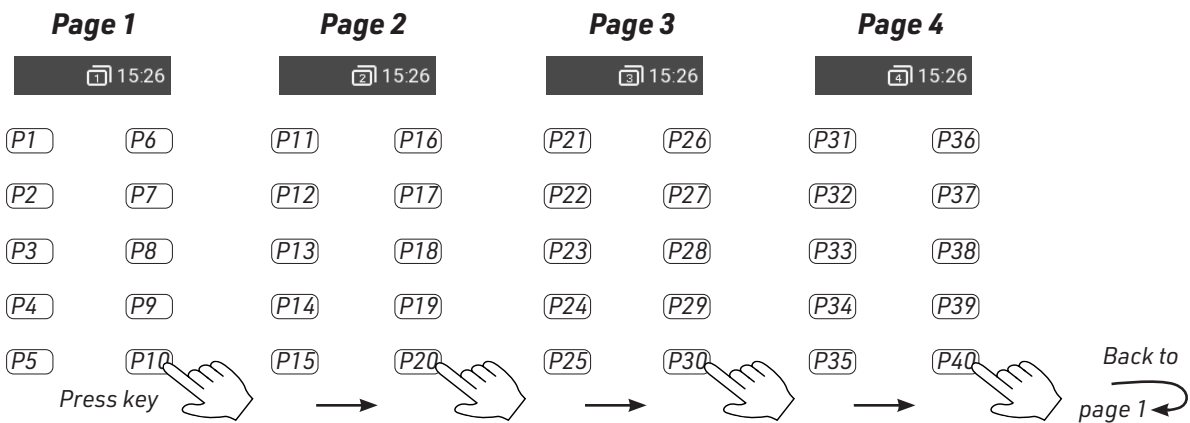 Page 1 Page 2 Page 3 Page 4
1 15:26 2 15:26 3 15:26 4 15:26
P1 P6 P11 P16 P21 P26 P31 P36
P2 P7 P12 P17 P22 P27 P32 P37
P3 P8 P13 P18 P23 P28 P33 P38
P4 P9 P14 P19 P24 P29 P34 P39
P5 P10 P15 P20 P25 P30 P35 P40
Press key
Back to
page 1